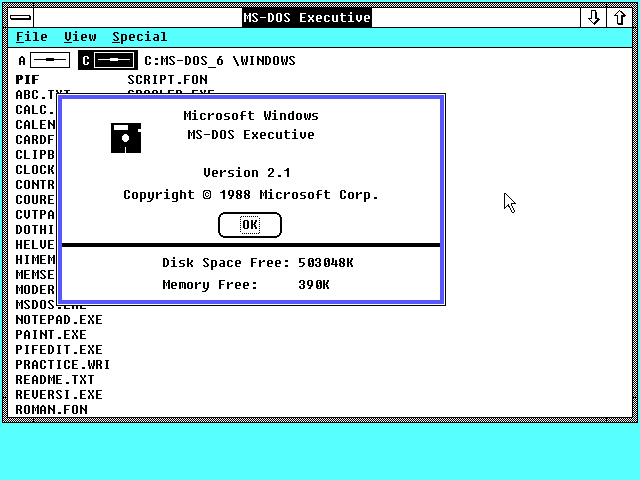 MS-DOS Executive
File View Special
A C C:MS-DOS_6 \WINDOWS
PIF SCRIPT.FON
ABC.TXT SPOOLER.EXE
CALC.
CALEN
CARDF
CLIPB
CLOCK
CONTR
COURE
CVTPA
DOTHI
HELVE
HIMEM
MEMSE
MODER
MSDOS.EXE
NOTEPAD.EXE
PAINT.EXE
PIFEDIT.EXE
PRACTICE.WRI
README.TXT
REVERSI.EXE
ROMAN.FON
Microsoft Windows
MS-DOS Executive
Version 2.1
Copyright © 1988 Microsoft Corp.
OK
Disk Space Free: 503048K
Memory Free: 390K